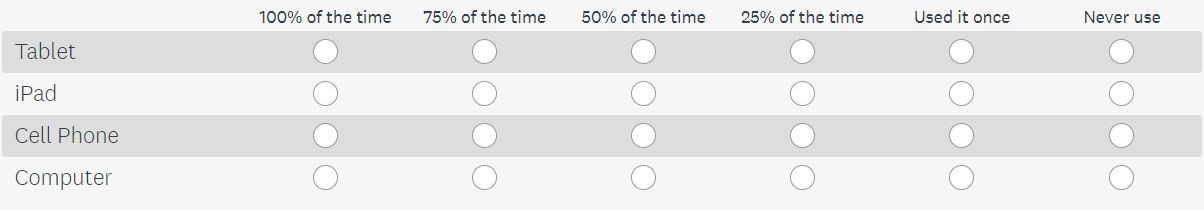 100% of the time 75% of the time 50% of the time 25% of the time Used it once Never use
Tablet
iPad
Cell Phone
Computer